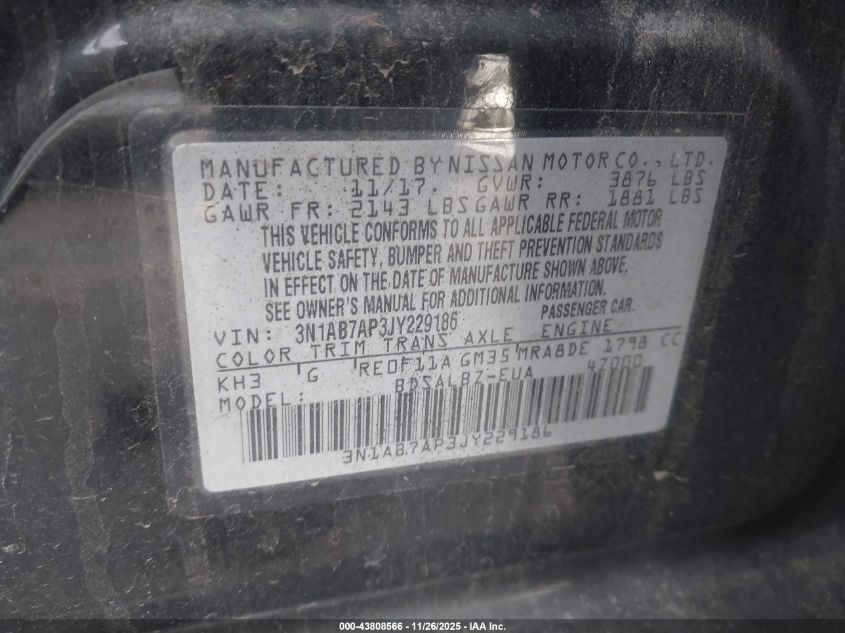 MANUFACTURED BY NISSAN MOTOR CO., LTD.
DATE: 11/17. GVWR: 3876 LBS
GAWR FR: 2143 LBS GAWR RR: 1881 LBS
THIS VEHICLE CONFORMS TO ALL APPLICABLE FEDERAL MOTOR
VEHICLE SAFETY, BUMPER AND THEFT PREVENTION STANDARDS
IN EFFECT ON THE DATE OF MANUFACTURE SHOWN ABOVE.
SEE OWNER'S MANUAL FOR ADDITIONAL INFORMATION.
VIN: 3N1AB7AP3JY229186 PASSENGER CAR.
COLOR TRIM TRANS AXLE ENGINE
KH3 G RE0F11A GM35 MRA8DE 1798 CC
MODEL: BDSALBZ-EUA 4Z000
3N1AB7AP3JY229186
000-43808566 — 11/26/2025 — IAA Inc.